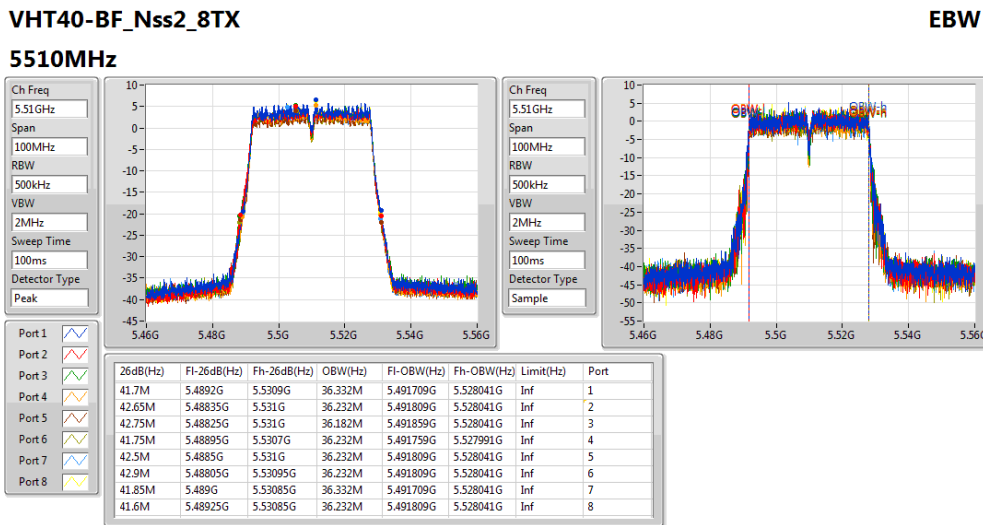 VHT40-BF_Nss2_8TX EBW
5510MHz
Ch Freq
5.51GHz
Span
100MHz
RBW
500kHz
VBW
2MHz
Sweep Time
100ms
Detector Type
Peak
10
5
0
-5
-10
-15
-20
-25
-30
-35
-40
-45
5.46G 5.48G 5.5G 5.52G 5.54G 5.56G
Ch Freq
5.51GHz
Span
100MHz
RBW
500kHz
VBW
2MHz
Sweep Time
100ms
Detector Type
Sample
10
5
0
-5
-10
-15
-20
-25
-30
-35
-40
-45
-50
-55
OBW-h
5.46G 5.48G 5.5G 5.52G 5.54G
Port 1
Port 2
Port 3
Port 4
Port 5
Port 6
Port 7
Port 8
26dB(Hz) Fl-26dB(Hz) Fh-26dB(Hz) OBW(Hz) Fl-OBW(Hz) Fh-OBW(Hz) Limit(Hz) Port
41.7M 5.4892G 5.5309G 36.332M 5.491709G 5.528041G Inf 1
42.65M 5.48835G 5.531G 36.232M 5.491809G 5.528041G Inf 2
42.75M 5.48825G 5.531G 36.182M 5.491859G 5.528041G Inf 3
41.75M 5.48895G 5.5307G 36.232M 5.491759G 5.527991G Inf 4
42.5M 5.4885G 5.531G 36.232M 5.491809G 5.528041G Inf 5
42.9M 5.48805G 5.53095G 36.232M 5.491809G 5.528041G Inf 6
41.85M 5.489G 5.53085G 36.332M 5.491709G 5.528041G Inf 7
41.6M 5.48925G 5.53085G 36.232M 5.491809G 5.528041G Inf 8